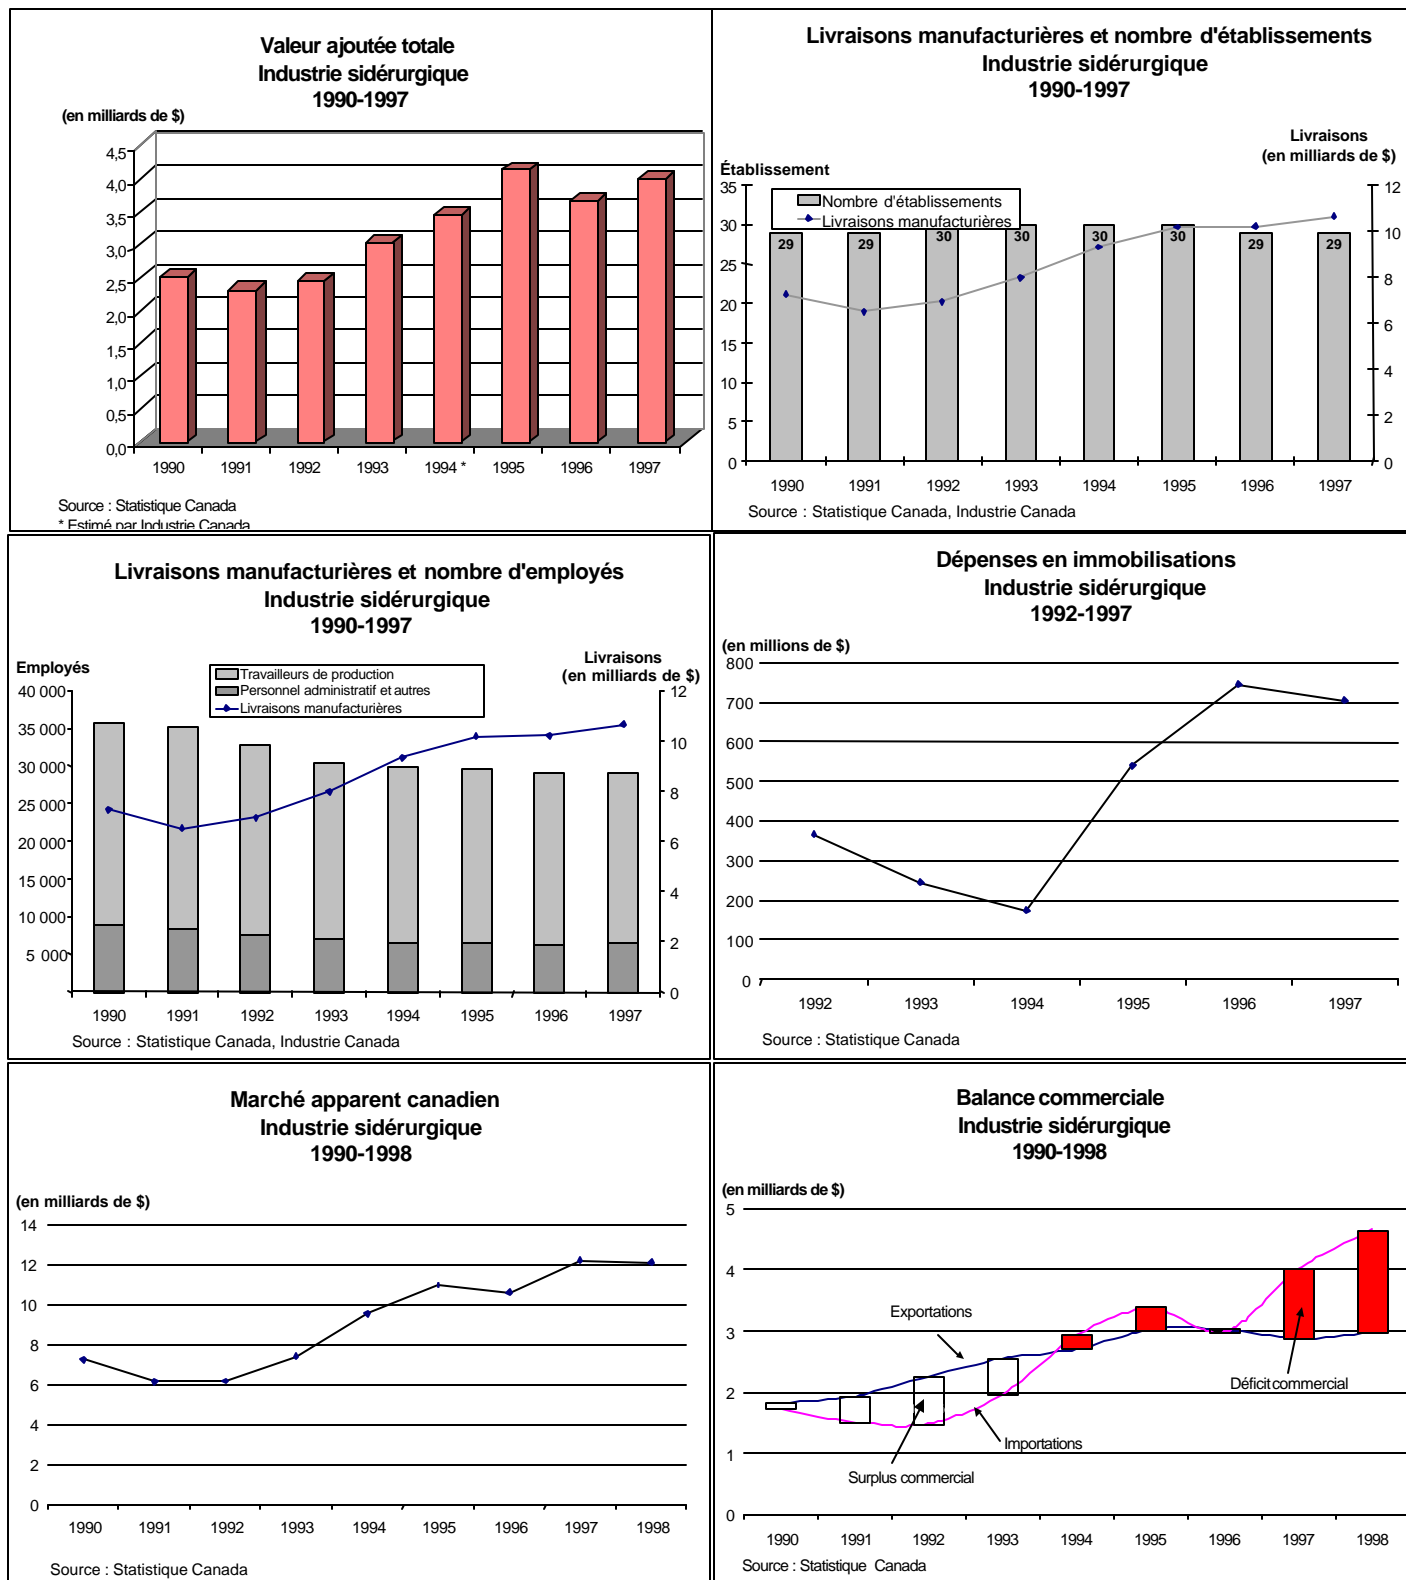 Valeur ajoutée totale
Industrie sidérurgique
1990-1997
(en milliards de $)
4,5
4,0
3,5
3,0
2,5
2,0
1,5
1,0
0,5
0,0
1990 1991 1992 1993 1994 * 1995 1996 1997
Source : Statistique Canada
* Estimé par Industrie Canada
Livraisons manufacturières et nombre d'établissements
Industrie sidérurgique
1990-1997
Livraisons
(en milliards de $)
Établissement
35 12
30 10
25 8
20 6
15 4
10 2
5 0
0
Nombre d'établissements
Livraisons manufacturières
29 29 30 30 30 30 29 29
1990 1991 1992 1993 1994 1995 1996 1997
Source : Statistique Canada, Industrie Canada
Livraisons manufacturières et nombre d'employés
Industrie sidérurgique
1990-1997
Employés
Livraisons
(en milliards de $)
Travailleurs de production
Personnel administratif et autres
Livraisons manufacturières
40 000 12
35 000 10
30 000 8
25 000 6
20 000 4
15 000 2
10 000 0
5 000
1990 1991 1992 1993 1994 1995 1996 1997
Source : Statistique Canada, Industrie Canada
Dépenses en immobilisations
Industrie sidérurgique
1992-1997
(en millions de $)
800
700
600
500
400
300
200
100
0
1992 1993 1994 1995 1996 1997
Source : Statistique Canada
Marché apparent canadien
Industrie sidérurgique
1990-1998
(en milliards de $)
14
12
10
8
6
4
2
0
1990 1991 1992 1993 1994 1995 1996 1997 1998
Source : Statistique Canada
Balance commerciale
Industrie sidérurgique
1990-1998
(en milliards de $)
5
4
3
2
1
0
Exportations
Déficit commercial
Importations
Surplus commercial
1990 1991 1992 1993 1994 1995 1996 1997 1998
Source : Statistique Canada